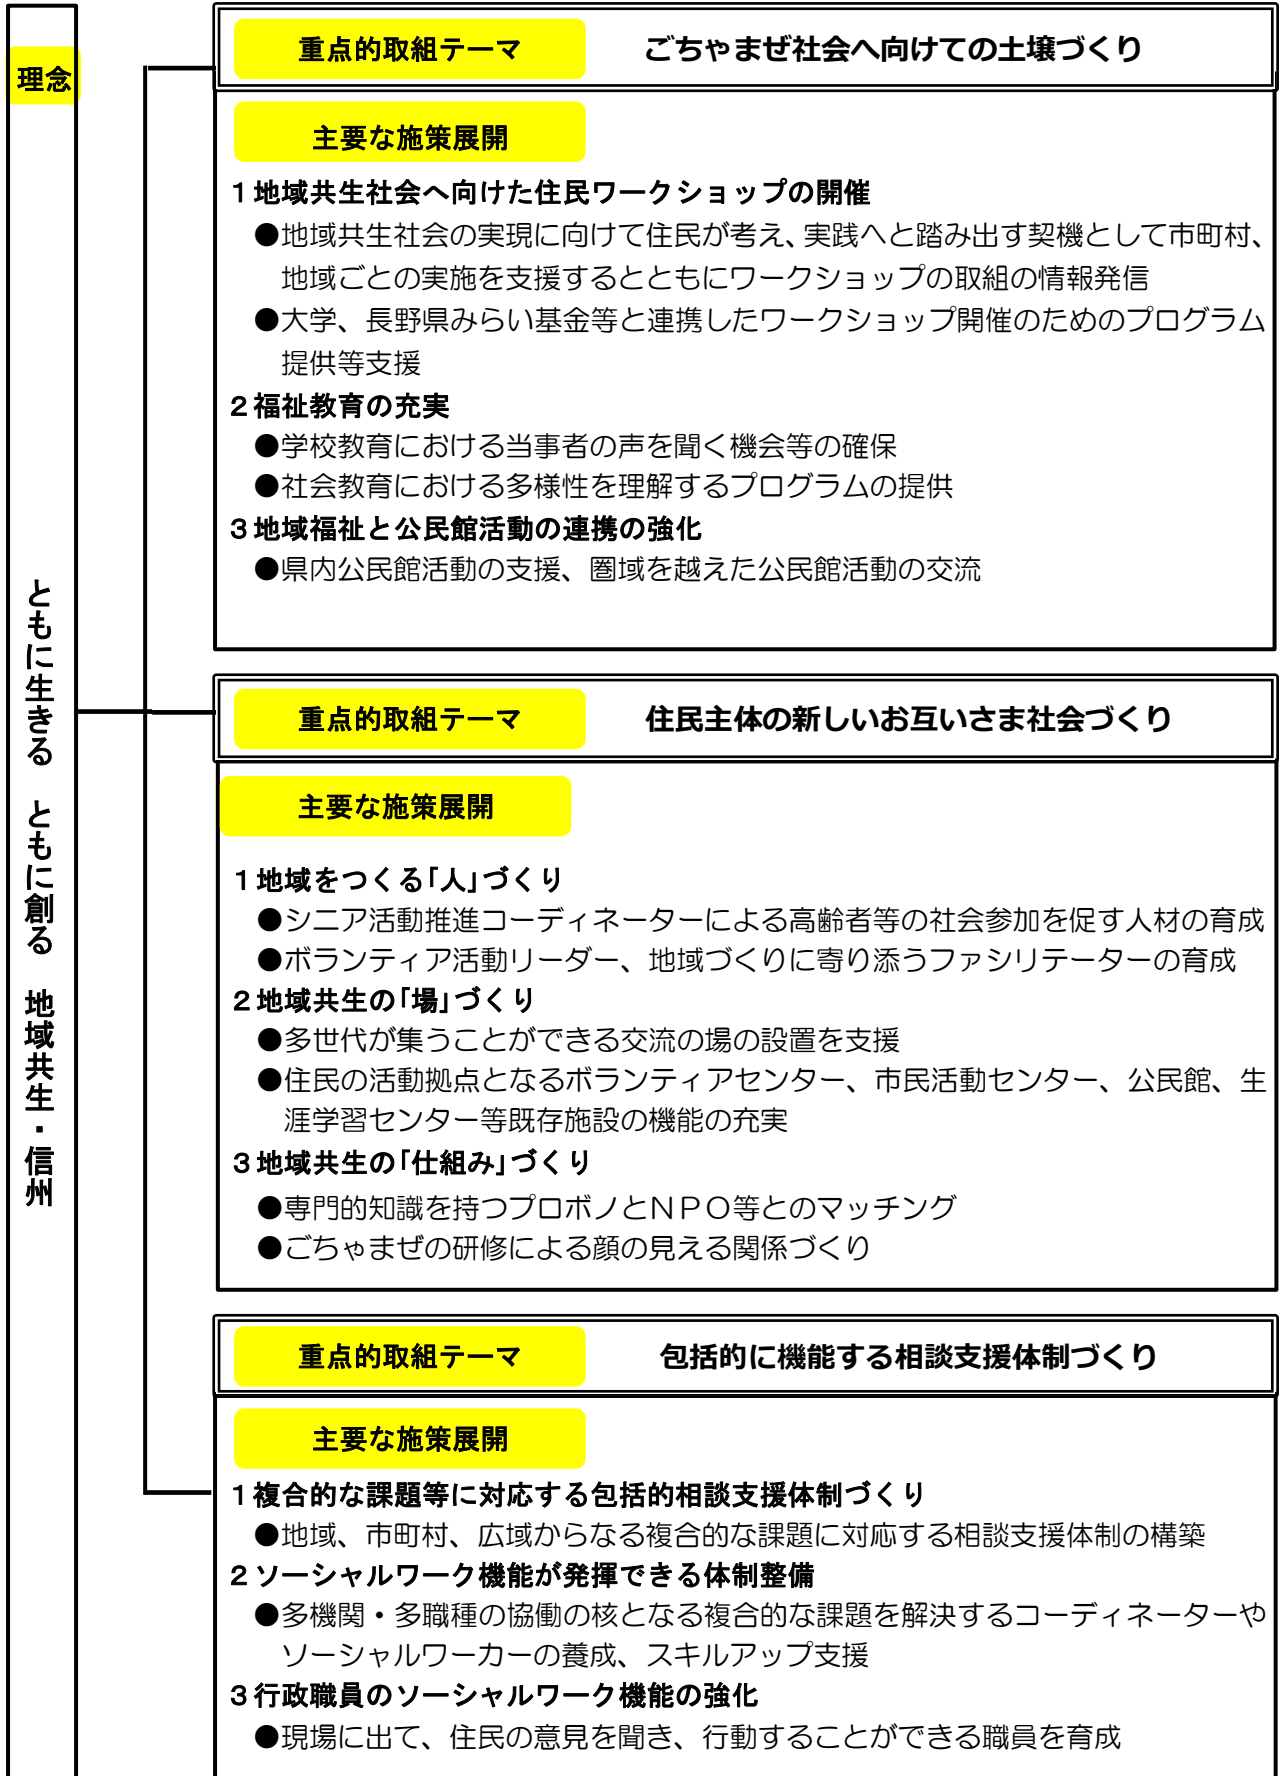 理念
ともに生きる　ともに創る　地域共生・信州
重点的取組テーマ　ごちゃまぜ社会へ向けての土壌づくり
主要な施策展開
１地域共生社会へ向けた住民ワークショップの開催
●地域共生社会の実現に向けて住民が考え、実践へと踏み出す契機として市町村、
地域ごとの実施を支援するとともにワークショップの取組の情報発信
●大学、長野県みらい基金等と連携したワークショップ開催のためのプログラム
提供等支援
２福祉教育の充実
●学校教育における当事者の声を聞く機会等の確保
●社会教育における多様性を理解するプログラムの提供
３地域福祉と公民館活動の連携の強化
●県内公民館活動の支援、圏域を越えた公民館活動の交流
重点的取組テーマ　住民主体の新しいお互いさま社会づくり
主要な施策展開
１地域をつくる「人」づくり
●シニア活動推進コーディネーターによる高齢者等の社会参加を促す人材の育成
●ボランティア活動リーダー、地域づくりに寄り添うファシリテーターの育成
２地域共生の「場」づくり
●多世代が集うことができる交流の場の設置を支援
●住民の活動拠点となるボランティアセンター、市民活動センター、公民館、生
涯学習センター等既存施設の機能の充実
３地域共生の「仕組み」づくり
●専門的知識を持つプロボノとＮＰＯ等とのマッチング
●ごちゃまぜの研修による顔の見える関係づくり
重点的取組テーマ　包括的に機能する相談支援体制づくり
主要な施策展開
１複合的な課題等に対応する包括的相談支援体制づくり
●地域、市町村、広域からなる複合的な課題に対応する相談支援体制の構築
２ソーシャルワーク機能が発揮できる体制整備
●多機関・多職種の協働の核となる複合的な課題を解決するコーディネーターや
ソーシャルワーカーの養成、スキルアップ支援
３行政職員のソーシャルワーク機能の強化
●現場に出て、住民の意見を聞き、行動することができる職員を育成